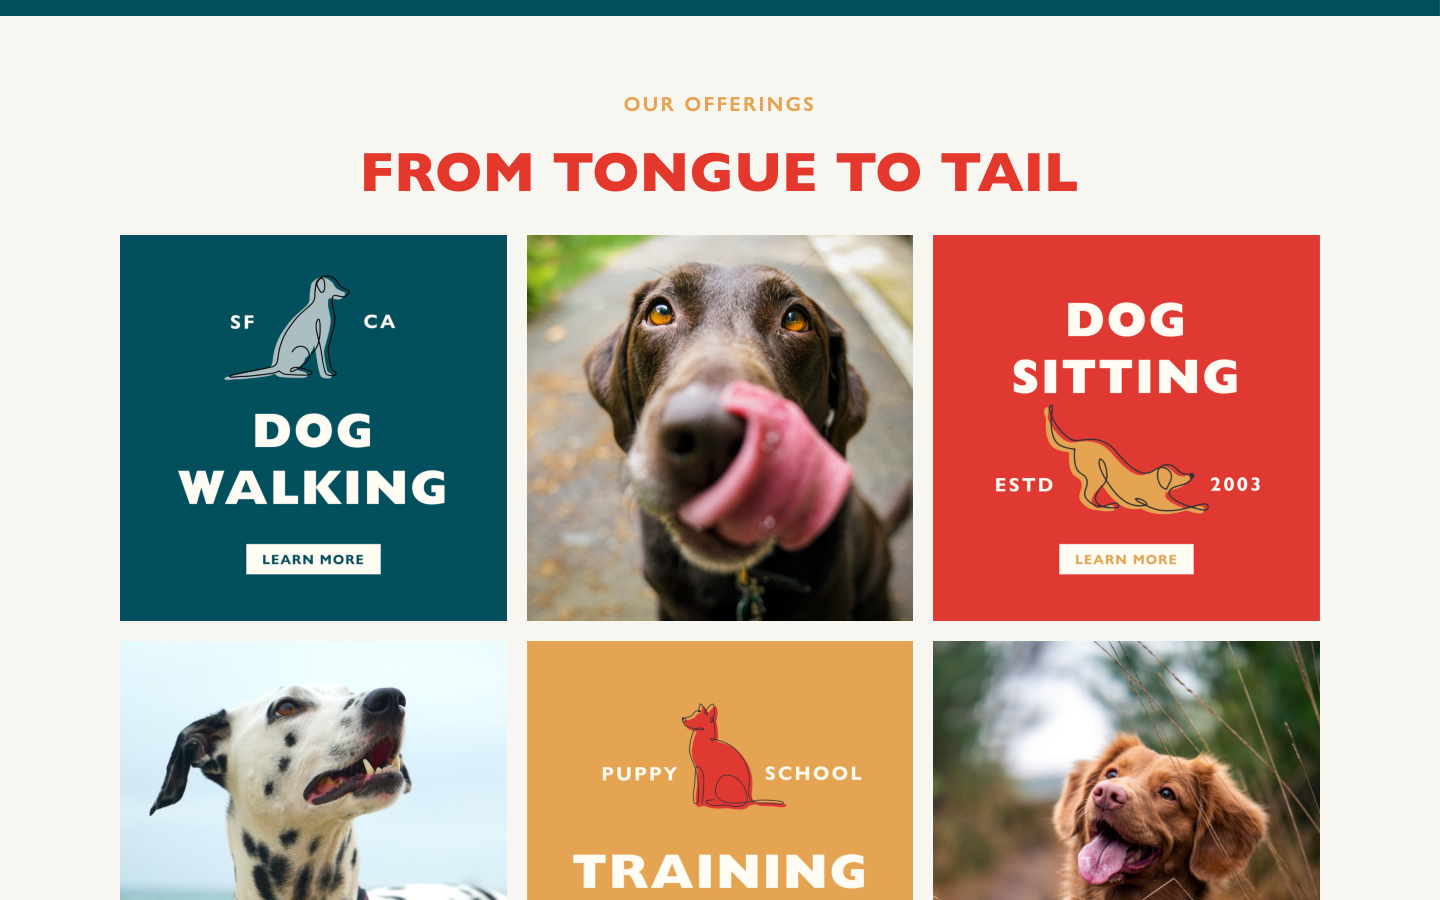 OUR OFFERINGS
FROM TONGUE TO TAIL
SF CA
DOG
WALKING
LEARN MORE
DOG
SITTING
ESTD 2003
LEARN MORE
PUPPY SCHOOL
TRAINING